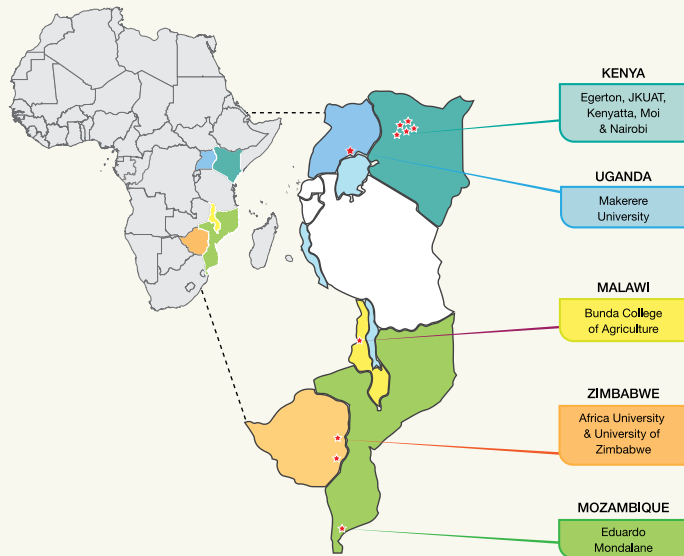 KENYA
Egerton, JKUAT,
Kenyatta, Moi
& Nairobi
UGANDA
Makerere
University
MALAWI
Bunda College
of Agriculture
ZIMBABWE
Africa University
& University of
Zimbabwe
MOZAMBIQUE
Eduardo
Mondalane